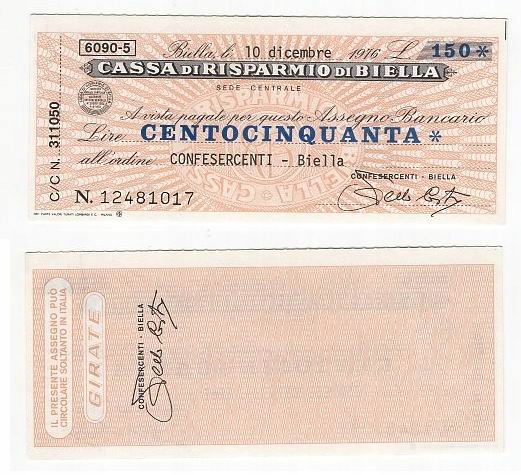 6090-5
Biella, lì 10 dicembre 1976 L. 150*
CASSA DI RISPARMIO DI BIELLA
SEDE CENTRALE
A vista pagate per questo Assegno Bancario
Lire CENTOCINQUANTA *
all'ordine CONFESERCENTI - Biella
C/C N. 311050
CONFESERCENTI - BIELLA
N. 12481017
IL PRESENTE ASSEGNO PUÒ
CIRCOLARE SOLTANTO IN ITALIA
GIRATE
CONFESERCENTI - BIELLA